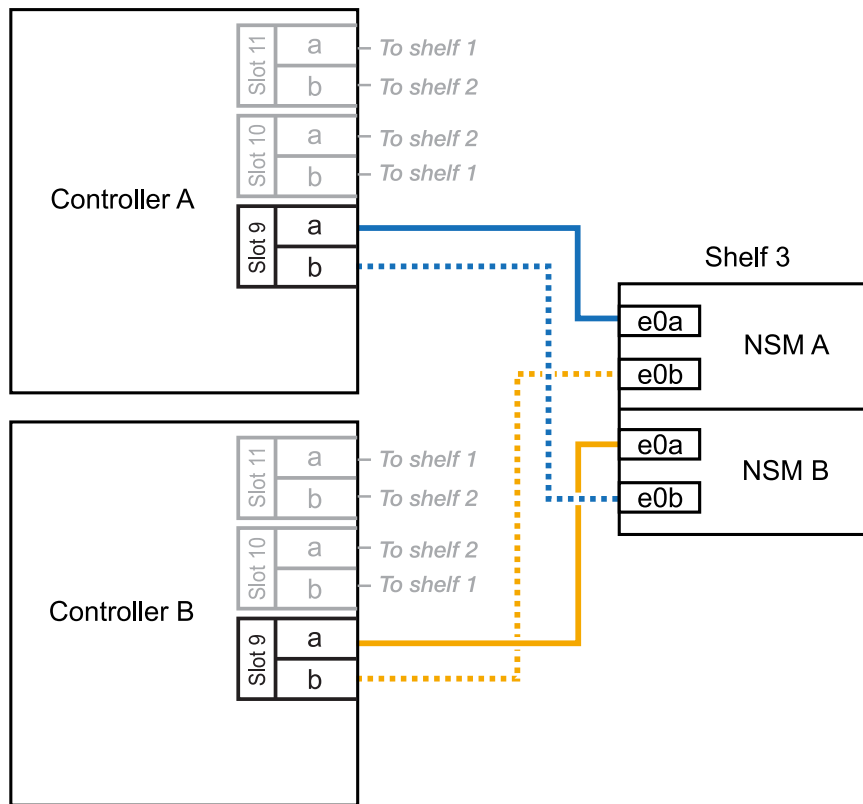 Slot 11
a
To shelf 1
b
To shelf 2
Slot 10
a
To shelf 2
b
To shelf 1
Controller A
Slot 9
a
b
Shelf 3
e0a
NSM A
e0b
e0a
NSM B
e0b
Slot 11
a
To shelf 1
b
To shelf 2
Slot 10
a
To shelf 2
b
To shelf 1
Controller B
Slot 9
a
b